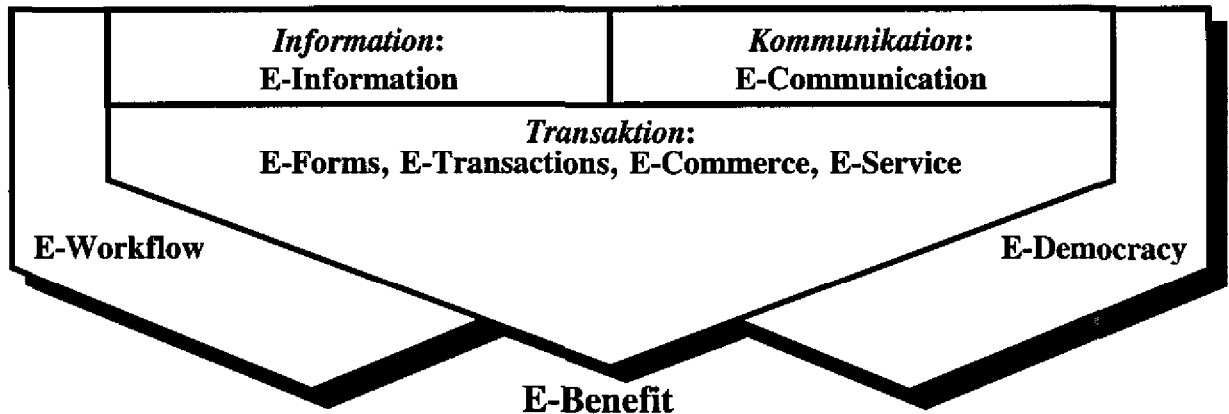 Information:
E-Information
Kommunikation:
E-Communication
Transaktion:
E-Forms, E-Transactions, E-Commerce, E-Service
E-Workflow
E-Democracy
E-Benefit